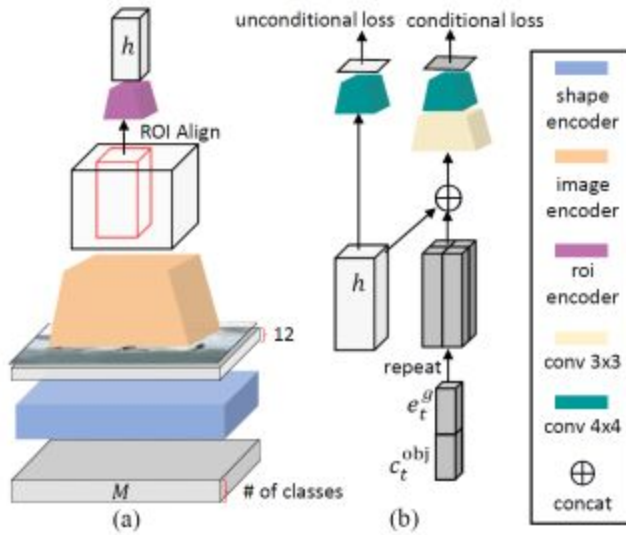 h
ROI Align
12
M
# of classes
(a)
unconditional loss
conditional loss
h
⊕
repeat
e_t^g
c_t^obj
(b)
shape
encoder
image
encoder
roi
encoder
conv 3x3
conv 4x4
⊕
concat